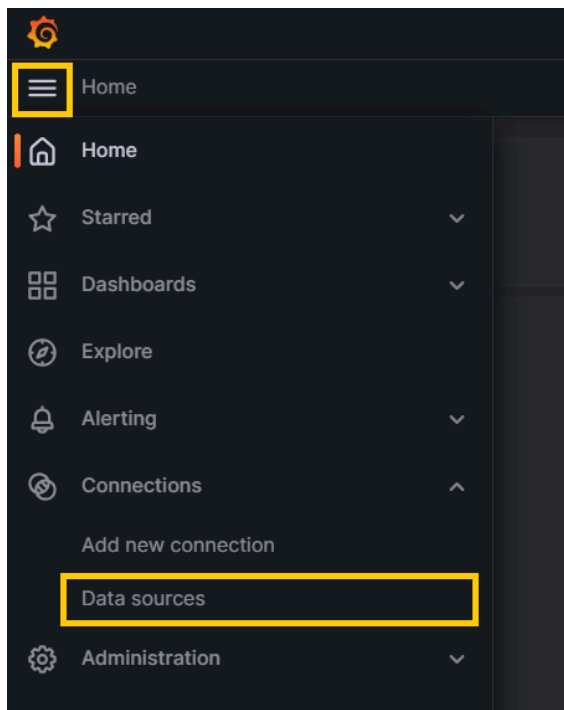 Home
Home
Starred
Dashboards
Explore
Alerting
Connections
Add new connection
Data sources
Administration